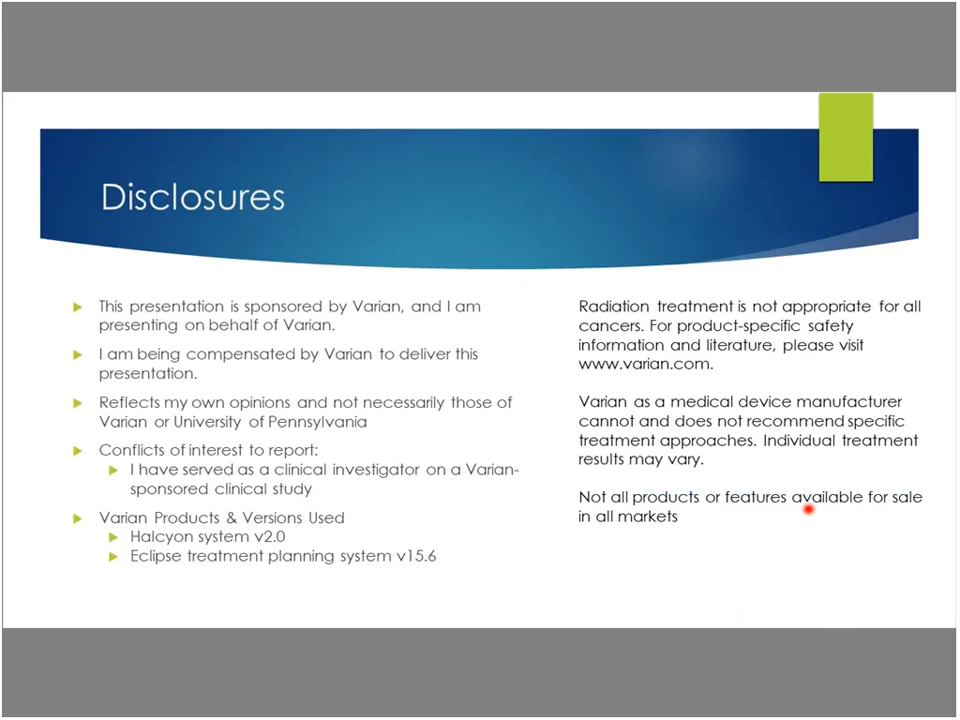 Disclosures
This presentation is sponsored by Varian, and I am
presenting on behalf of Varian.
I am being compensated by Varian to deliver this
presentation.
Reflects my own opinions and not necessarily those of
Varian or University of Pennsylvania
Conflicts of interest to report:
I have served as a clinical investigator on a Varian-
sponsored clinical study
Varian Products & Versions Used
Halcyon system v2.0
Eclipse treatment planning system v15.6
Radiation treatment is not appropriate for all
cancers. For product-specific safety
information and literature, please visit
www.varian.com.
Varian as a medical device manufacturer
cannot and does not recommend specific
treatment approaches. Individual treatment
results may vary.
Not all products or features available for sale
in all markets